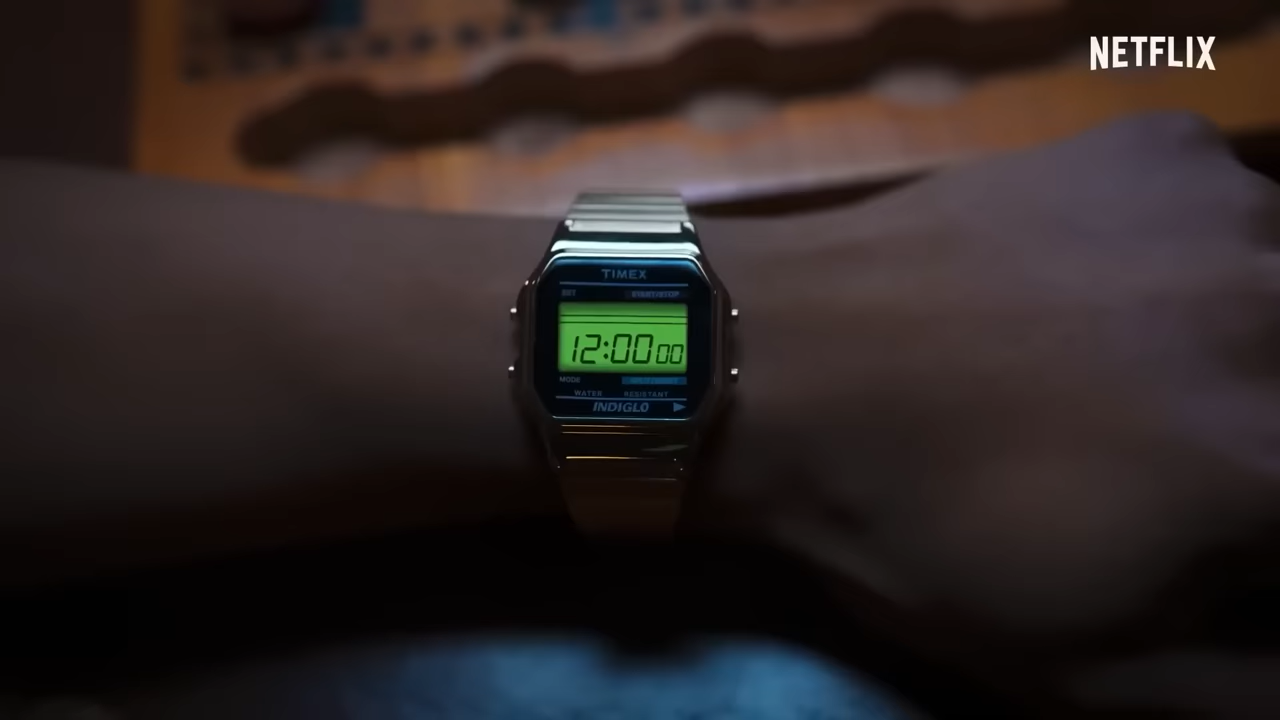 NETFLIX
TIMEX
SET START/STOP
12:00 00
MODE
WATER RESISTANT
INDIGLO